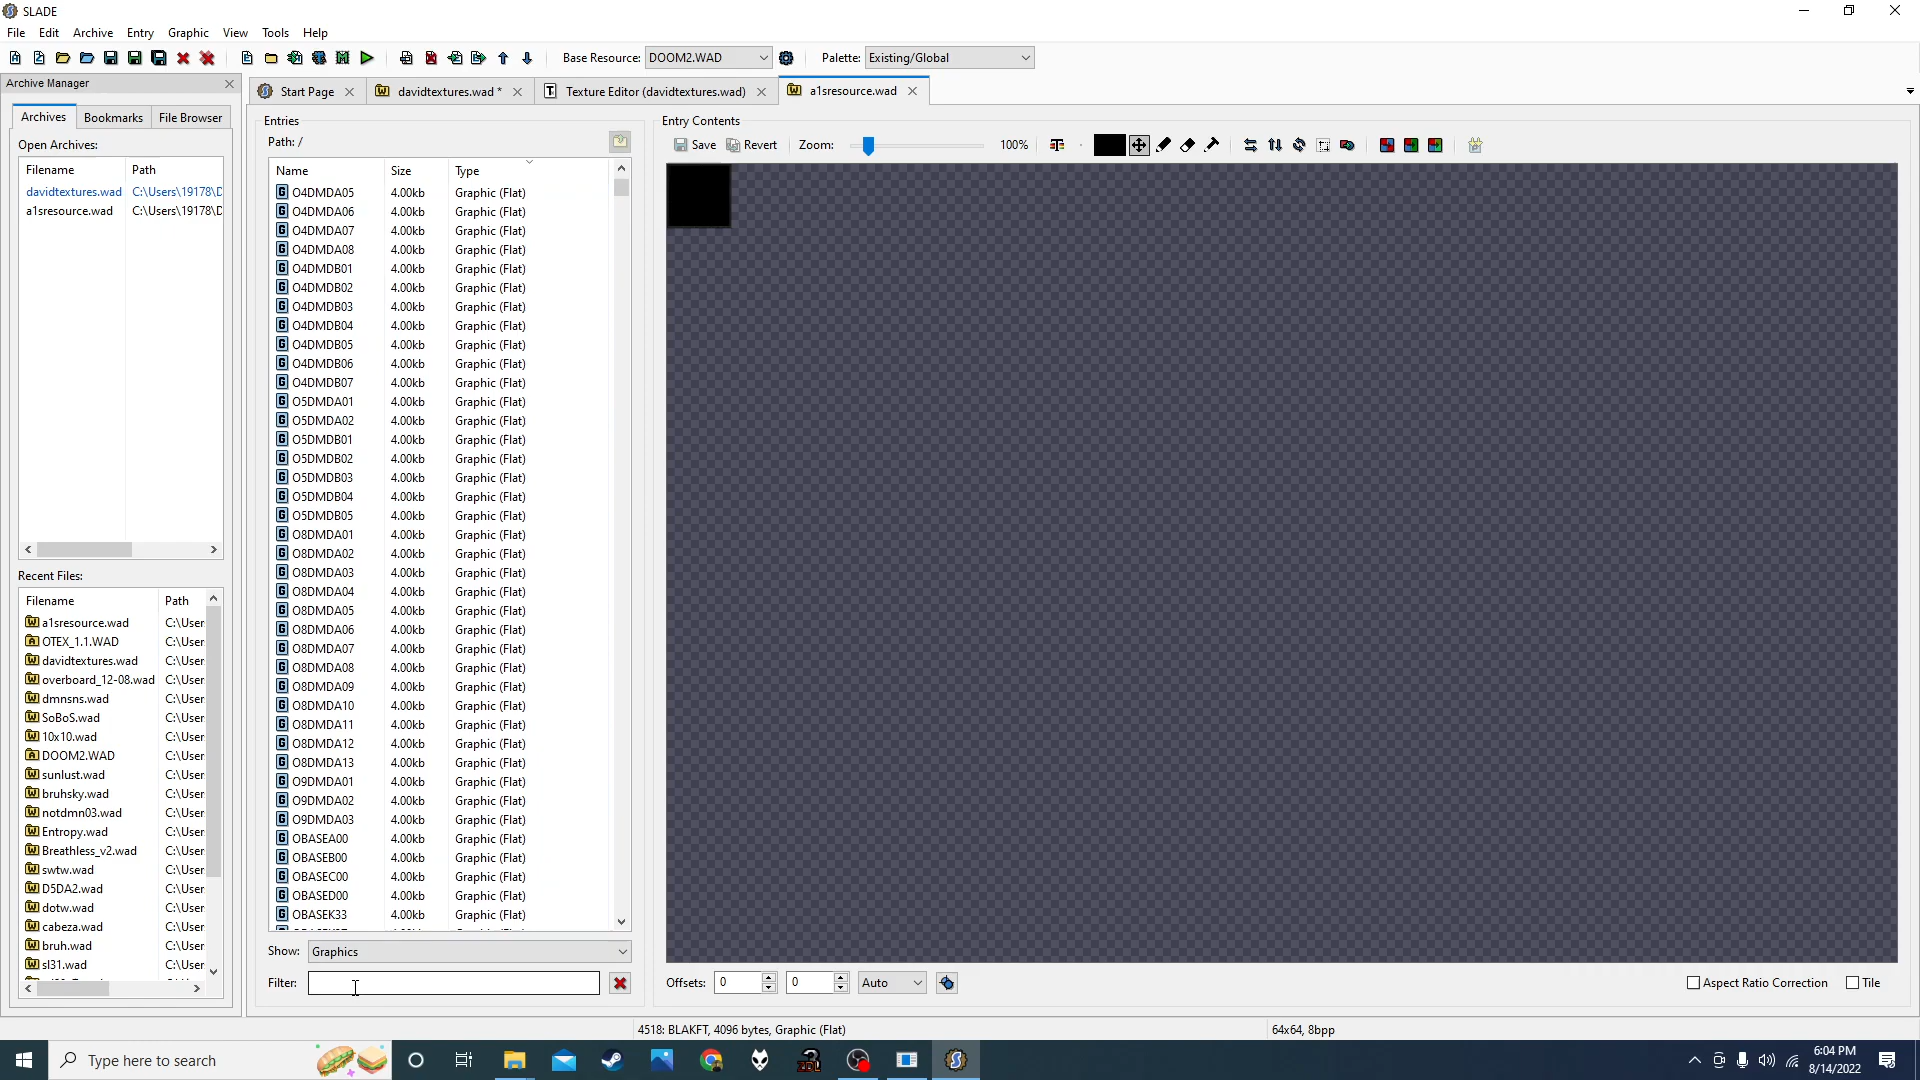 SLADE
File Edit Archive Entry Graphic View Tools Help
Base Resource: DOOM2.WAD Palette: Existing/Global
Archive Manager
Start Page davidtextures.wad * Texture Editor (davidtextures.wad) a1sresource.wad
Archives Bookmarks File Browser
Open Archives:
Filename Path
davidtextures.wad C:\Users\19178\D
a1sresource.wad C:\Users\19178\D
Recent Files:
Filename Path
a1sresource.wad C:\User
OTEX_1.1.WAD C:\User
davidtextures.wad C:\User
overboard_12-08.wad C:\User
dmnsns.wad C:\User
SoBoS.wad C:\User
10x10.wad C:\User
DOOM2.WAD C:\User
sunlust.wad C:\User
bruhsky.wad C:\User
notdmn03.wad C:\User
Entropy.wad C:\User
Breathless_v2.wad C:\User
swtw.wad C:\User
D5DA2.wad C:\User
dotw.wad C:\User
cabeza.wad C:\User
bruh.wad C:\User
sl31.wad C:\User
Entries
Path: /
Name Size Type
O4DMDA05 4.00kb Graphic (Flat)
O4DMDA06 4.00kb Graphic (Flat)
O4DMDA07 4.00kb Graphic (Flat)
O4DMDA08 4.00kb Graphic (Flat)
O4DMDB01 4.00kb Graphic (Flat)
O4DMDB02 4.00kb Graphic (Flat)
O4DMDB03 4.00kb Graphic (Flat)
O4DMDB04 4.00kb Graphic (Flat)
O4DMDB05 4.00kb Graphic (Flat)
O4DMDB06 4.00kb Graphic (Flat)
O4DMDB07 4.00kb Graphic (Flat)
O5DMDA01 4.00kb Graphic (Flat)
O5DMDA02 4.00kb Graphic (Flat)
O5DMDB01 4.00kb Graphic (Flat)
O5DMDB02 4.00kb Graphic (Flat)
O5DMDB03 4.00kb Graphic (Flat)
O5DMDB04 4.00kb Graphic (Flat)
O5DMDB05 4.00kb Graphic (Flat)
O8DMDA01 4.00kb Graphic (Flat)
O8DMDA02 4.00kb Graphic (Flat)
O8DMDA03 4.00kb Graphic (Flat)
O8DMDA04 4.00kb Graphic (Flat)
O8DMDA05 4.00kb Graphic (Flat)
O8DMDA06 4.00kb Graphic (Flat)
O8DMDA07 4.00kb Graphic (Flat)
O8DMDA08 4.00kb Graphic (Flat)
O8DMDA09 4.00kb Graphic (Flat)
O8DMDA10 4.00kb Graphic (Flat)
O8DMDA11 4.00kb Graphic (Flat)
O8DMDA12 4.00kb Graphic (Flat)
O8DMDA13 4.00kb Graphic (Flat)
O9DMDA01 4.00kb Graphic (Flat)
O9DMDA02 4.00kb Graphic (Flat)
O9DMDA03 4.00kb Graphic (Flat)
OBASEA00 4.00kb Graphic (Flat)
OBASEB00 4.00kb Graphic (Flat)
OBASEC00 4.00kb Graphic (Flat)
OBASED00 4.00kb Graphic (Flat)
OBASEK33 4.00kb Graphic (Flat)
Show: Graphics
Filter:
Entry Contents
Save Revert Zoom: 100%
Offsets: 0 0 Auto Aspect Ratio Correction Tile
4518: BLAKFT, 4096 bytes, Graphic (Flat) 64x64, 8bpp
Type here to search
6:04 PM
8/14/2022